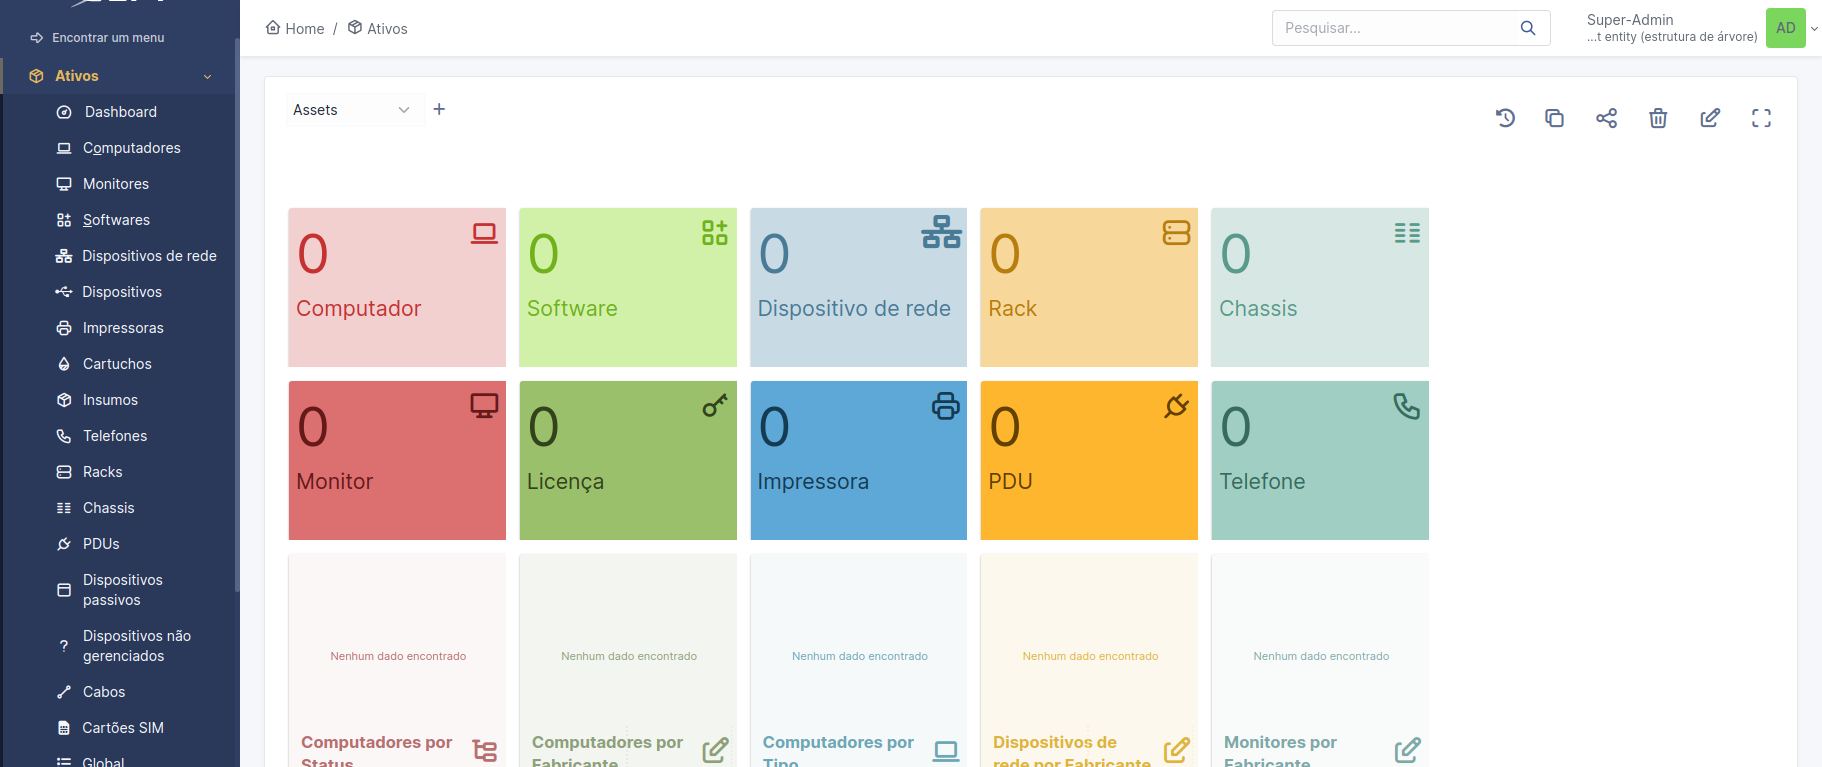 Encontrar um menu
Ativos
Dashboard
Computadores
Monitores
Softwares
Dispositivos de rede
Dispositivos
Impressoras
Cartuchos
Insumos
Telefones
Racks
Chassis
PDUs
Dispositivos
passivos
Dispositivos não
gerenciados
Cabos
Cartões SIM
Global
Home / Ativos
Pesquisar...
Super-Admin
...t entity (estrutura de árvore)
AD
Assets
0
Computador
0
Software
0
Dispositivo de rede
0
Rack
0
Chassis
0
Monitor
0
Licença
0
Impressora
0
PDU
0
Telefone
Nenhum dado encontrado
Computadores por
Status
Nenhum dado encontrado
Computadores por
Fabricante
Nenhum dado encontrado
Computadores por
Tipo
Nenhum dado encontrado
Dispositivos de
rede por Fabricante
Nenhum dado encontrado
Monitores por
Fabricante